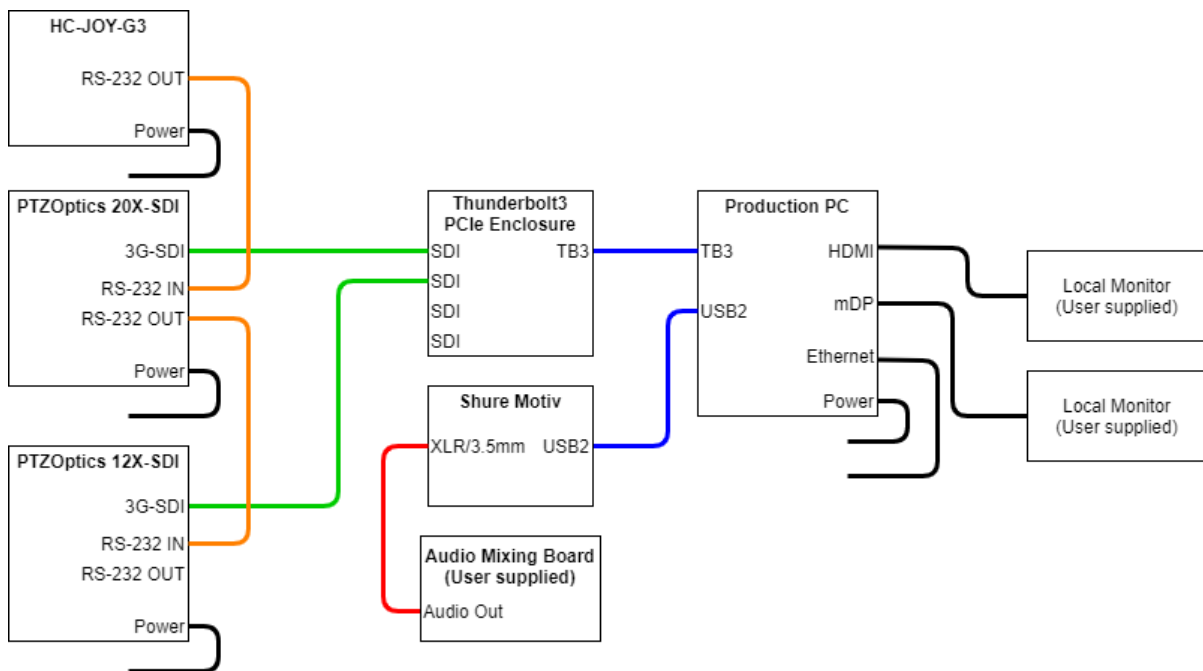 HC-JOY-G3
RS-232 OUT
Power
PTZOptics 20X-SDI
3G-SDI
RS-232 IN
RS-232 OUT
Power
PTZOptics 12X-SDI
3G-SDI
RS-232 IN
RS-232 OUT
Power
Thunderbolt3
PCIe Enclosure
SDI TB3
SDI
SDI
SDI
Shure Motiv
XLR/3.5mm USB2
Audio Mixing Board
(User supplied)
Audio Out
Production PC
HDMI
TB3
mDP
USB2
Ethernet
Power
Local Monitor
(User supplied)
Local Monitor
(User supplied)